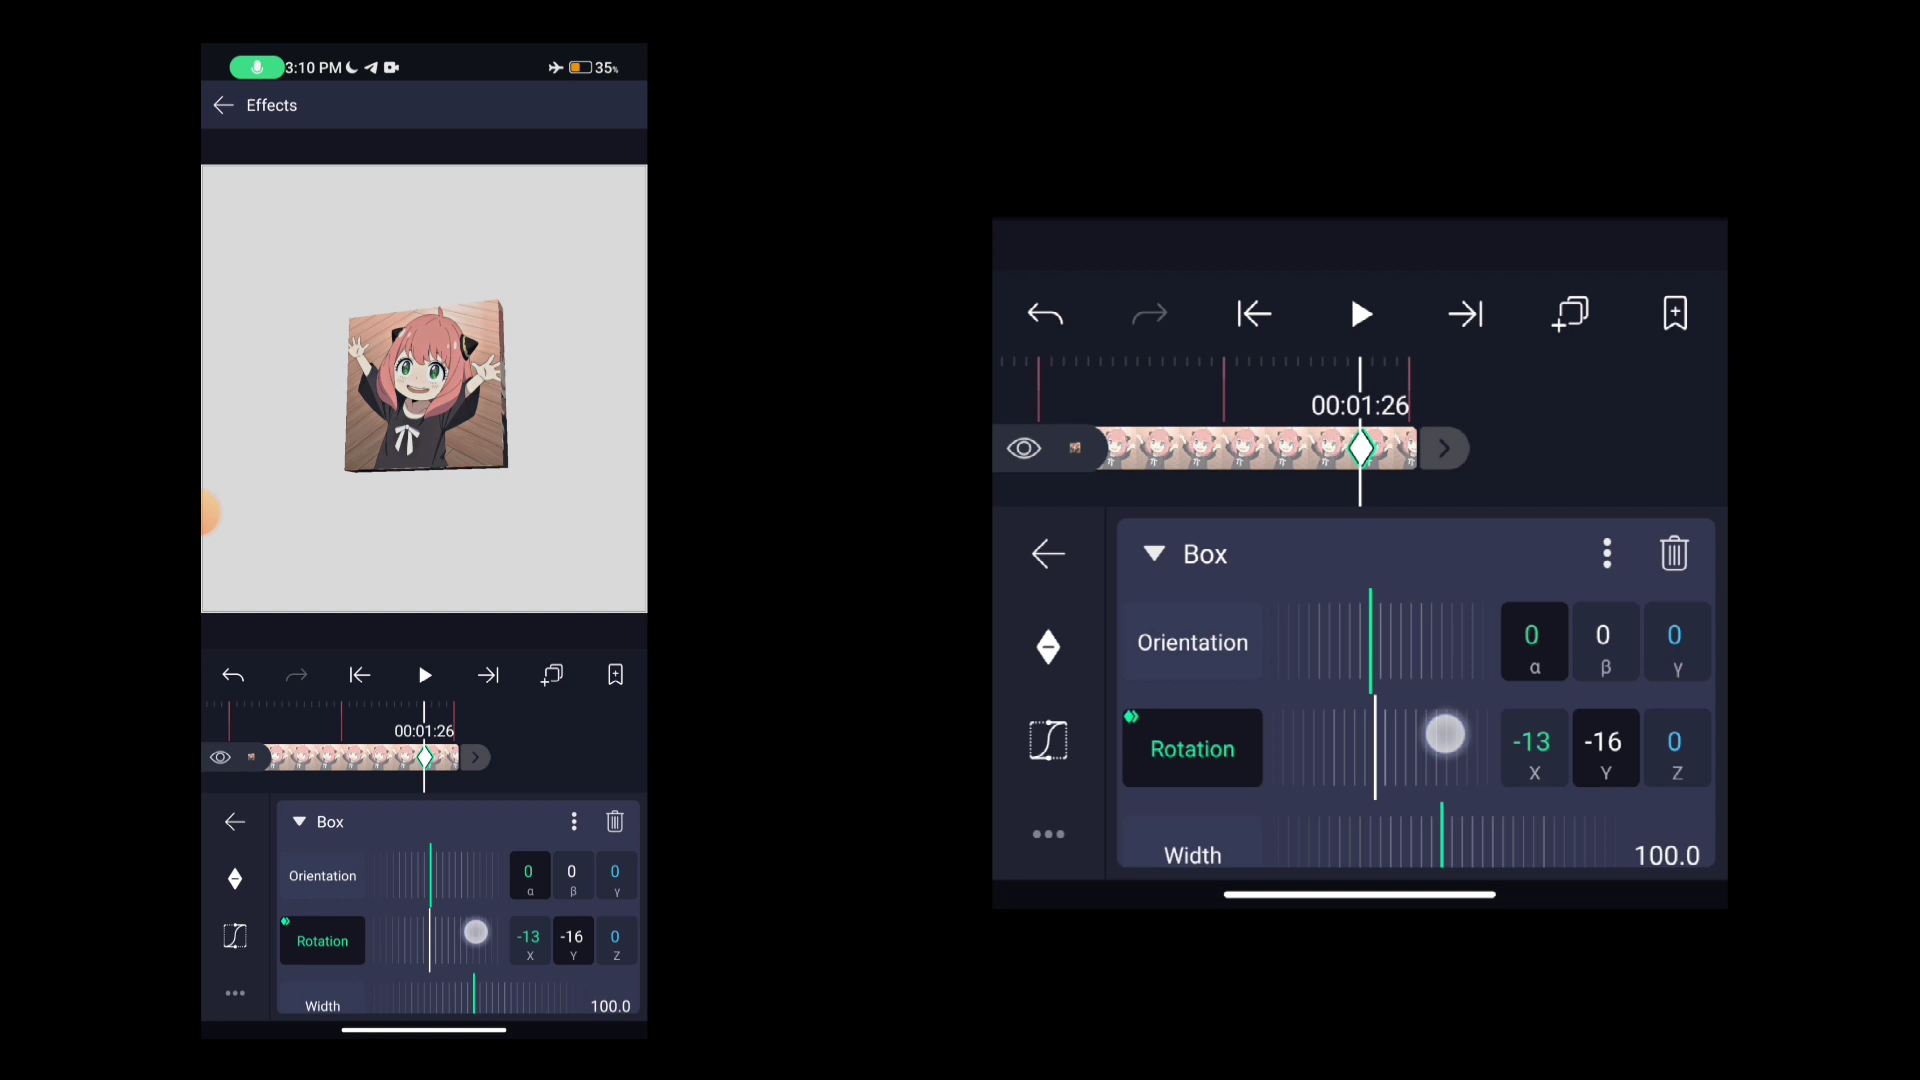 3:10 PM
35%
Effects
00:01:26
Box
Orientation
0 0 0
α β γ
Rotation
-13 -16 0
X Y Z
Width
100.0
00:01:26
Box
Orientation
0 0 0
α β γ
Rotation
-13 -16 0
X Y Z
Width
100.0